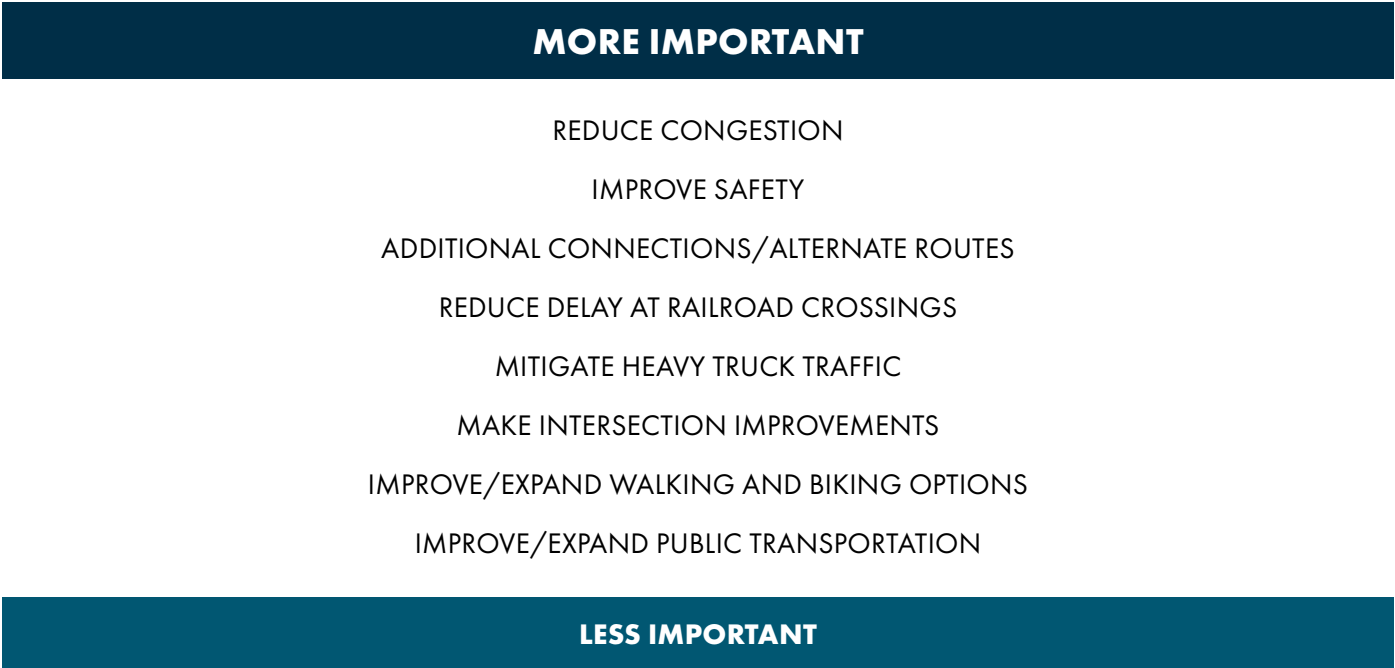 MORE IMPORTANT
REDUCE CONGESTION
IMPROVE SAFETY
ADDITIONAL CONNECTIONS/ALTERNATE ROUTES
REDUCE DELAY AT RAILROAD CROSSINGS
MITIGATE HEAVY TRUCK TRAFFIC
MAKE INTERSECTION IMPROVEMENTS
IMPROVE/EXPAND WALKING AND BIKING OPTIONS
IMPROVE/EXPAND PUBLIC TRANSPORTATION
LESS IMPORTANT